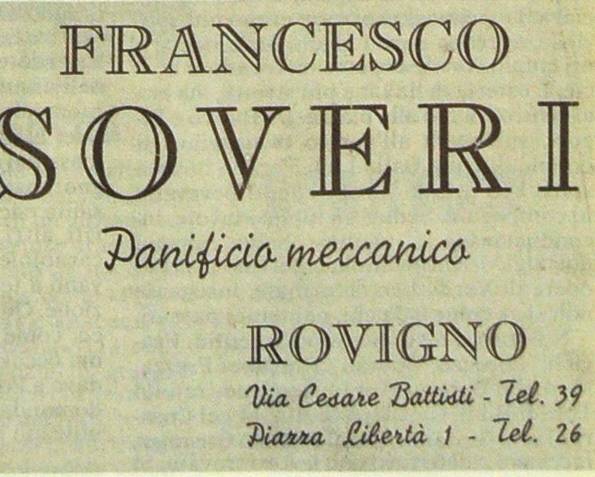 FRANCESCO
SOVERI
Panificio meccanico
ROVIGNO
Via Cesare Battisti - Tel. 39
Piazza Libertà 1 - Tel. 26